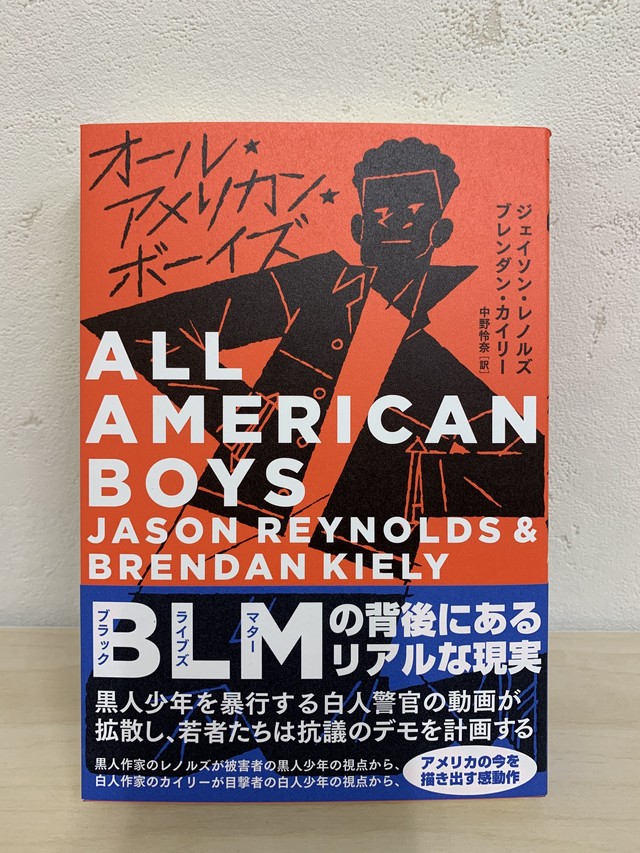 オール★
アメリカン★
ボーイズ
ジェイソン・レノルズ
ブレンダン・カイリー
中野怜奈［訳］
ALL
AMERICAN
BOYS
JASON REYNOLDS &
BRENDAN KIELY
ブラック
ライブズ
マター
BLMの背後にある
リアルな現実
黒人少年を暴行する白人警官の動画が
拡散し、若者たちは抗議のデモを計画する
黒人作家のレノルズが被害者の黒人少年の視点から、
白人作家のカイリーが目撃者の白人少年の視点から、
アメリカの今を
描き出す感動作